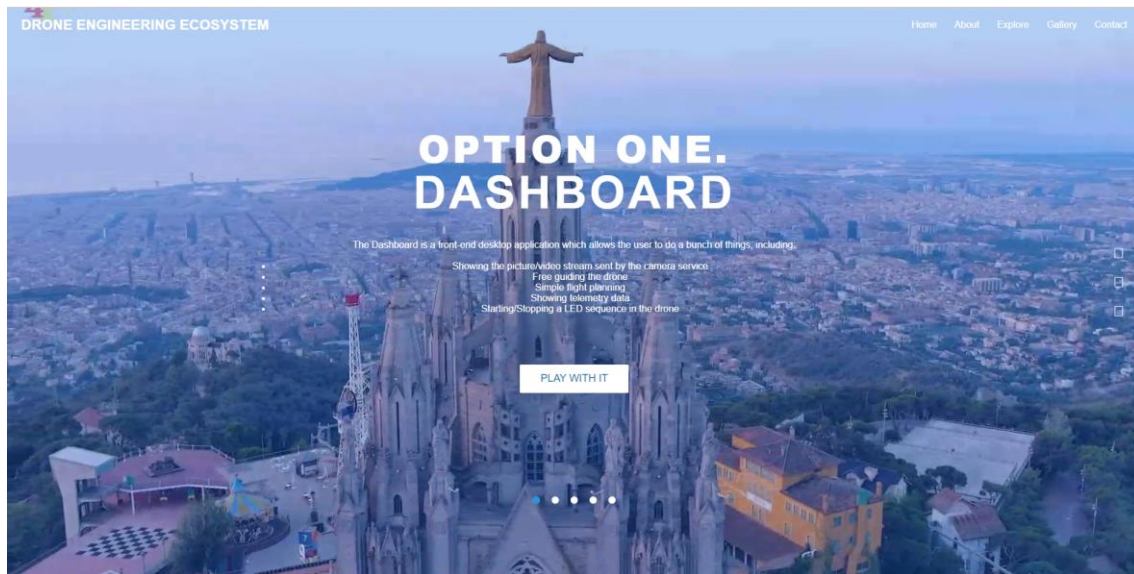 DRONE ENGINEERING ECOSYSTEM
Home About Explore Gallery Contact
OPTION ONE.
DASHBOARD
The Dashboard is a front-end desktop application which allows the user to do a bunch of things, including:
Showing the picture/video stream sent by the camera service
Free guiding the drone
Simple flight planning
Showing telemetry data
Starting/Stopping a LED sequence in the drone
PLAY WITH IT